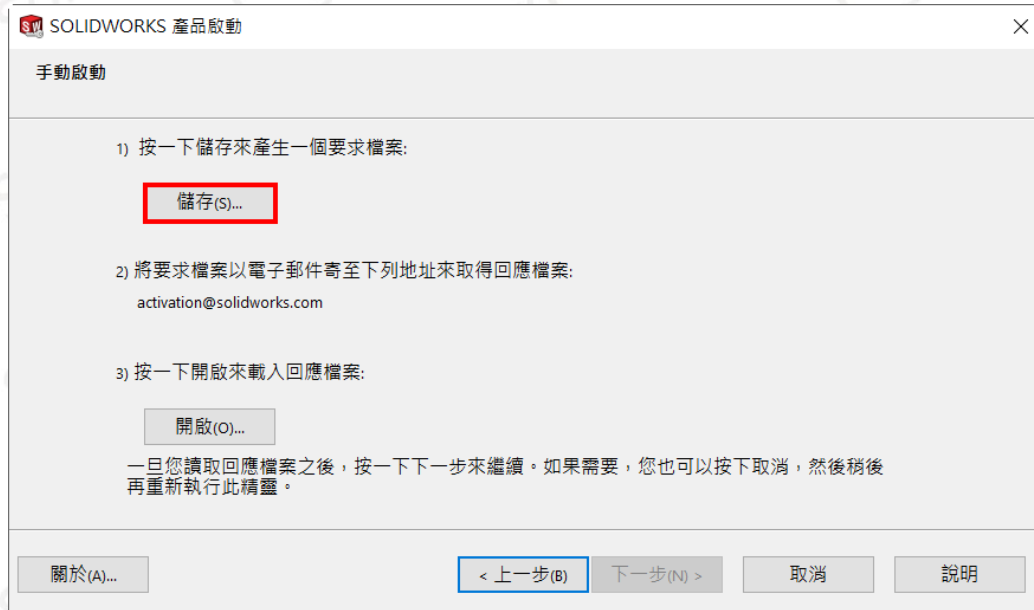 SOLIDWORKS 產品啟動
手動啟動
1) 按一下儲存來產生一個要求檔案:
儲存(S)...
2) 將要求檔案以電子郵件寄至下列地址來取得回應檔案:
activation@solidworks.com
3) 按一下開啟來載入回應檔案:
開啟(O)...
一旦您讀取回應檔案之後，按一下下一步來繼續。如果需要，您也可以按下取消，然後稍後
再重新執行此精靈。
關於(A)... < 上一步(B) 下一步(N) > 取消 說明